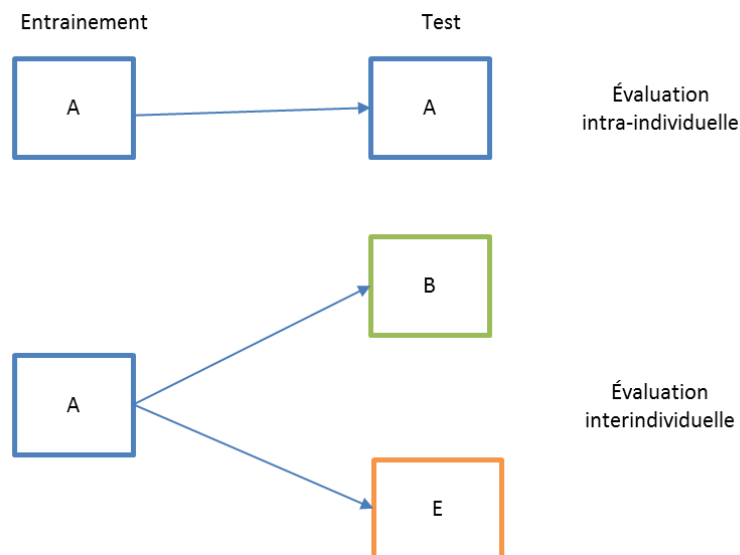 Entrainement
Test
A
A
Évaluation
intra-individuelle
B
A
Évaluation
interindividuelle
E